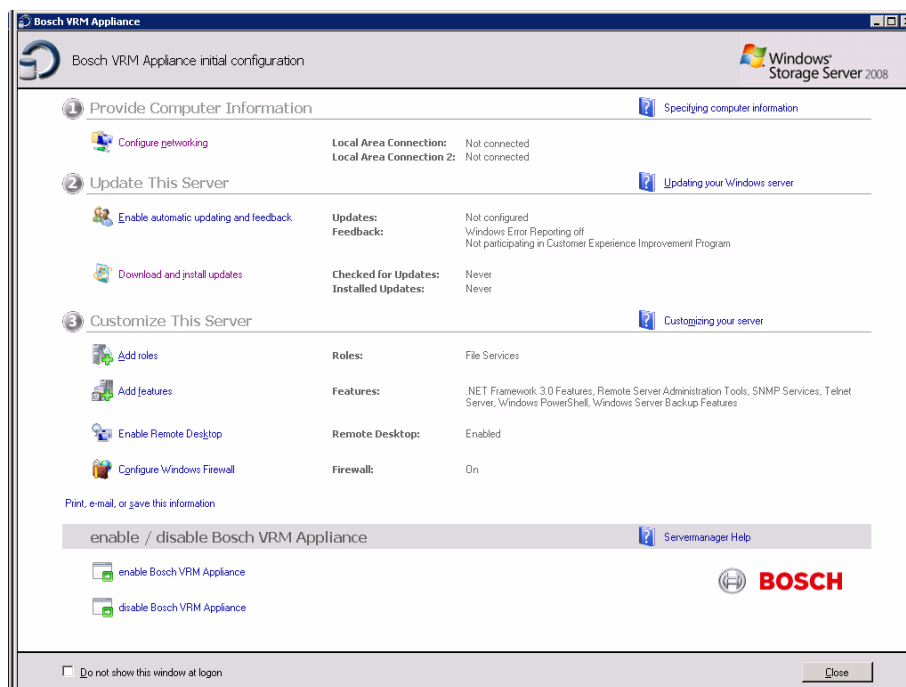 Bosch VRM Appliance
Bosch VRM Appliance initial configuration
Windows
Storage Server 2008
1 Provide Computer Information
Specifying computer information
Configure networking
Local Area Connection: Not connected
Local Area Connection 2: Not connected
2 Update This Server
Updating your Windows server
Enable automatic updating and feedback
Updates: Not configured
Feedback: Windows Error Reporting off
Not participating in Customer Experience Improvement Program
Download and install updates
Checked for Updates: Never
Installed Updates: Never
3 Customize This Server
Customizing your server
Add roles
Roles: File Services
Add features
Features: .NET Framework 3.0 Features, Remote Server Administration Tools, SNMP Services, Telnet
Server, Windows PowerShell, Windows Server Backup Features
Enable Remote Desktop
Remote Desktop: Enabled
Configure Windows Firewall
Firewall: On
Print, e-mail, or save this information
enable / disable Bosch VRM Appliance
Servermanager Help
enable Bosch VRM Appliance
BOSCH
disable Bosch VRM Appliance
Do not show this window at logon
Close